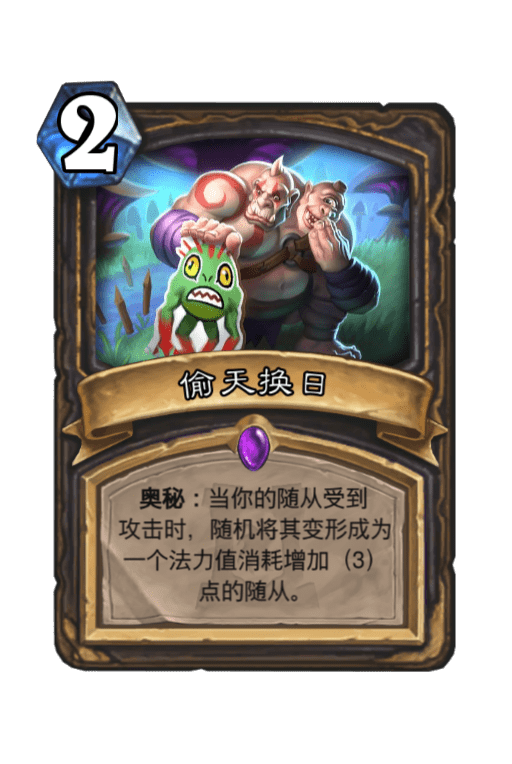 2
偷天换日
奥秘：当你的随从受到
攻击时，随机将其变形成为
一个法力值消耗增加（3）
点的随从。